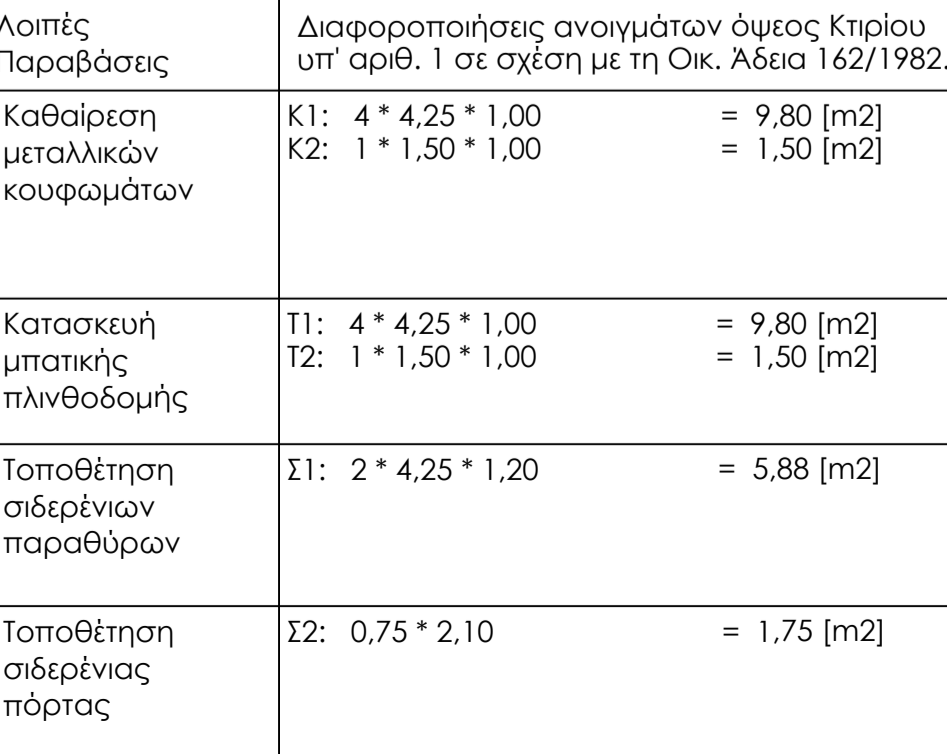 Λοιπές
Παραβάσεις
Διαφοροποιήσεις ανοιγμάτων όψεος Κτιρίου
υπ' αριθ. 1 σε σχέση με τη Οικ. Άδεια 162/1982.
Καθαίρεση
μεταλλικών
κουφωμάτων
Κ1: 4 * 4,25 * 1,00 = 9,80 [m2]
Κ2: 1 * 1,50 * 1,00 = 1,50 [m2]
Κατασκευή
μπατικής
πλινθοδομής
Τ1: 4 * 4,25 * 1,00 = 9,80 [m2]
Τ2: 1 * 1,50 * 1,00 = 1,50 [m2]
Τοποθέτηση
σιδερένιων
παραθύρων
Σ1: 2 * 4,25 * 1,20 = 5,88 [m2]
Τοποθέτηση
σιδερένιας
πόρτας
Σ2: 0,75 * 2,10 = 1,75 [m2]